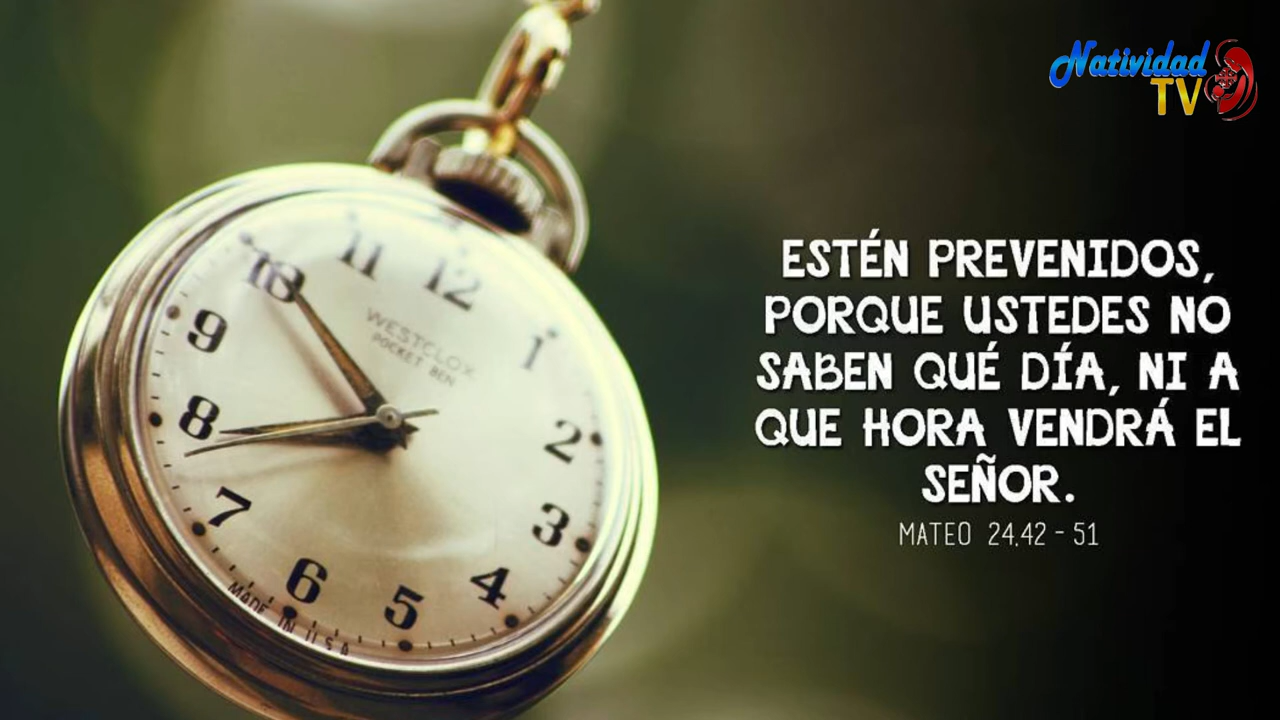 Natividad
TV
ESTÉN PREVENIDOS,
PORQUE USTEDES NO
SABEN QUÉ DÍA, NI A
QUE HORA VENDRÁ EL
SEÑOR.
MATEO 24,42 - 51
11
12
10
1
9
WESTCLOX
POCKET BEN
8
2
7
3
6
4
5
MADE IN U S A